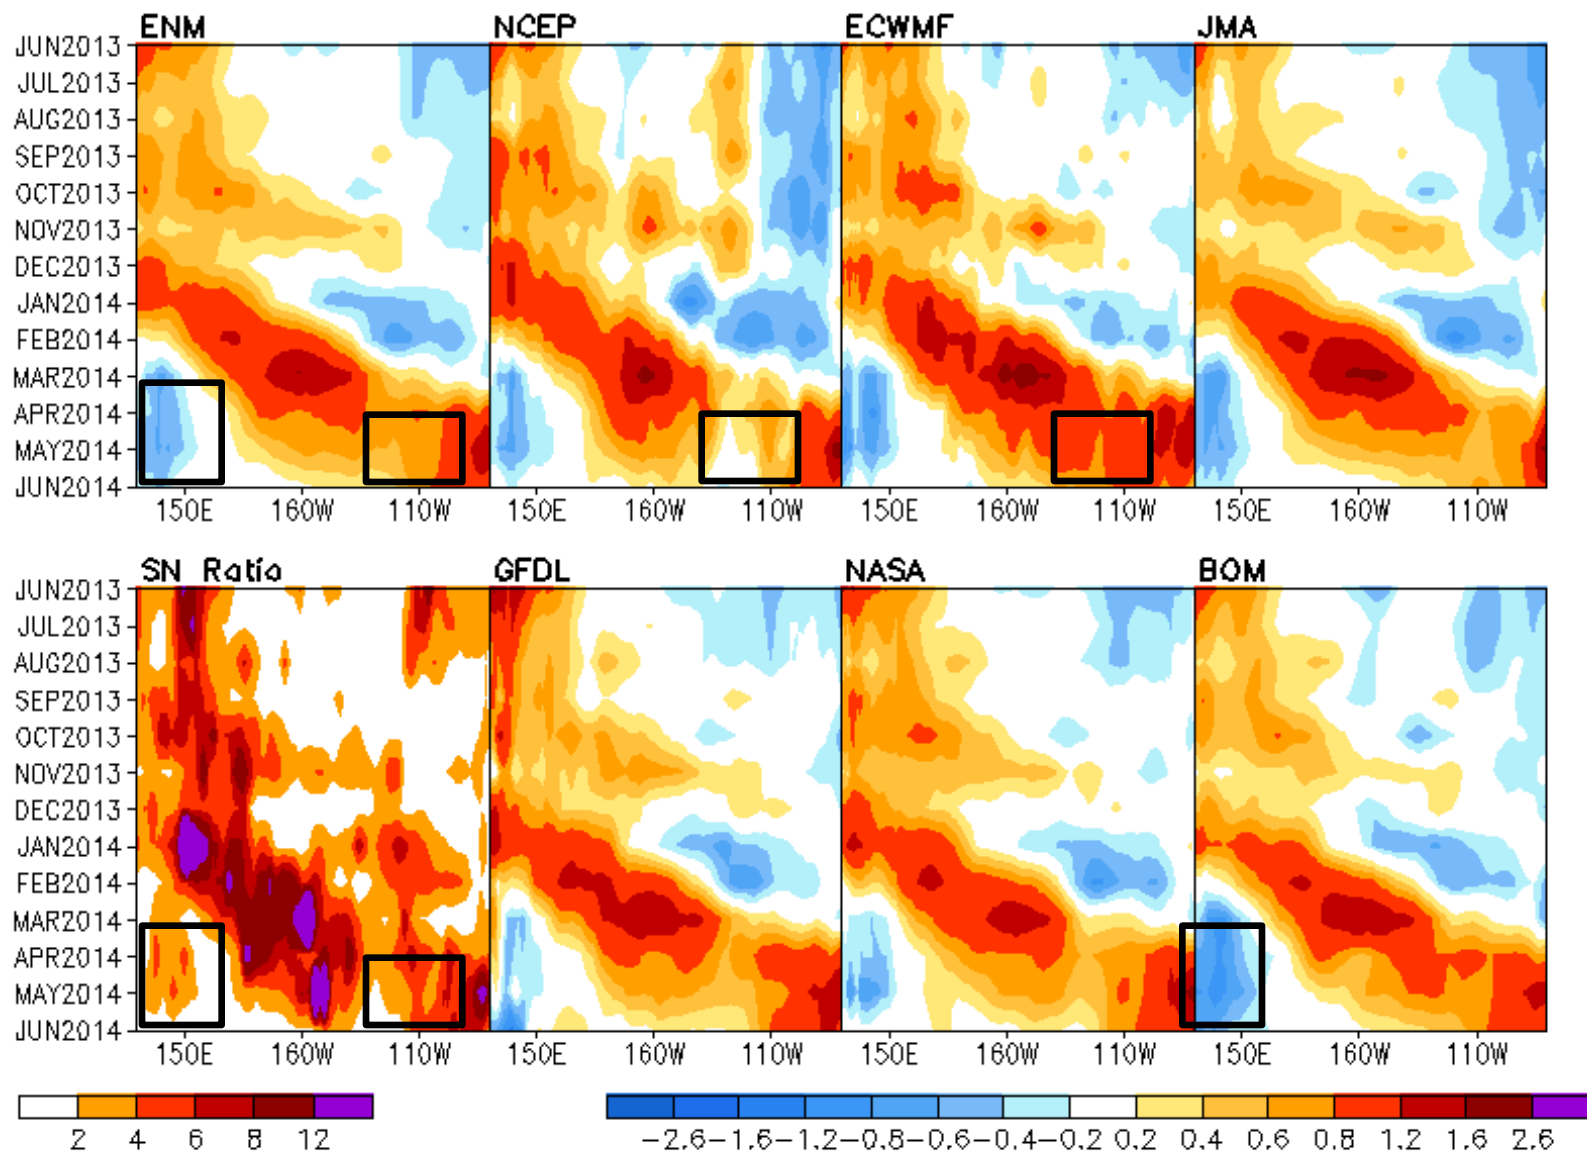 ENM NCEP ECWMF JMA
JUN2013
JUL2013
AUG2013
SEP2013
OCT2013
NOV2013
DEC2013
JAN2014
FEB2014
MAR2014
APR2014
MAY2014
JUN2014
150E 160W 110W 150E 160W 110W 150E 160W 110W 150E 160W 110W
SN Ratio GFDL NASA BOM
JUN2013
JUL2013
AUG2013
SEP2013
OCT2013
NOV2013
DEC2013
JAN2014
FEB2014
MAR2014
APR2014
MAY2014
JUN2014
150E 160W 110W 150E 160W 110W 150E 160W 110W 150E 160W 110W
2 4 6 8 12 -2.6 -1.6 -1.2 -0.8 -0.6 -0.4 -0.2 0.2 0.4 0.6 0.8 1.2 1.6 2.6